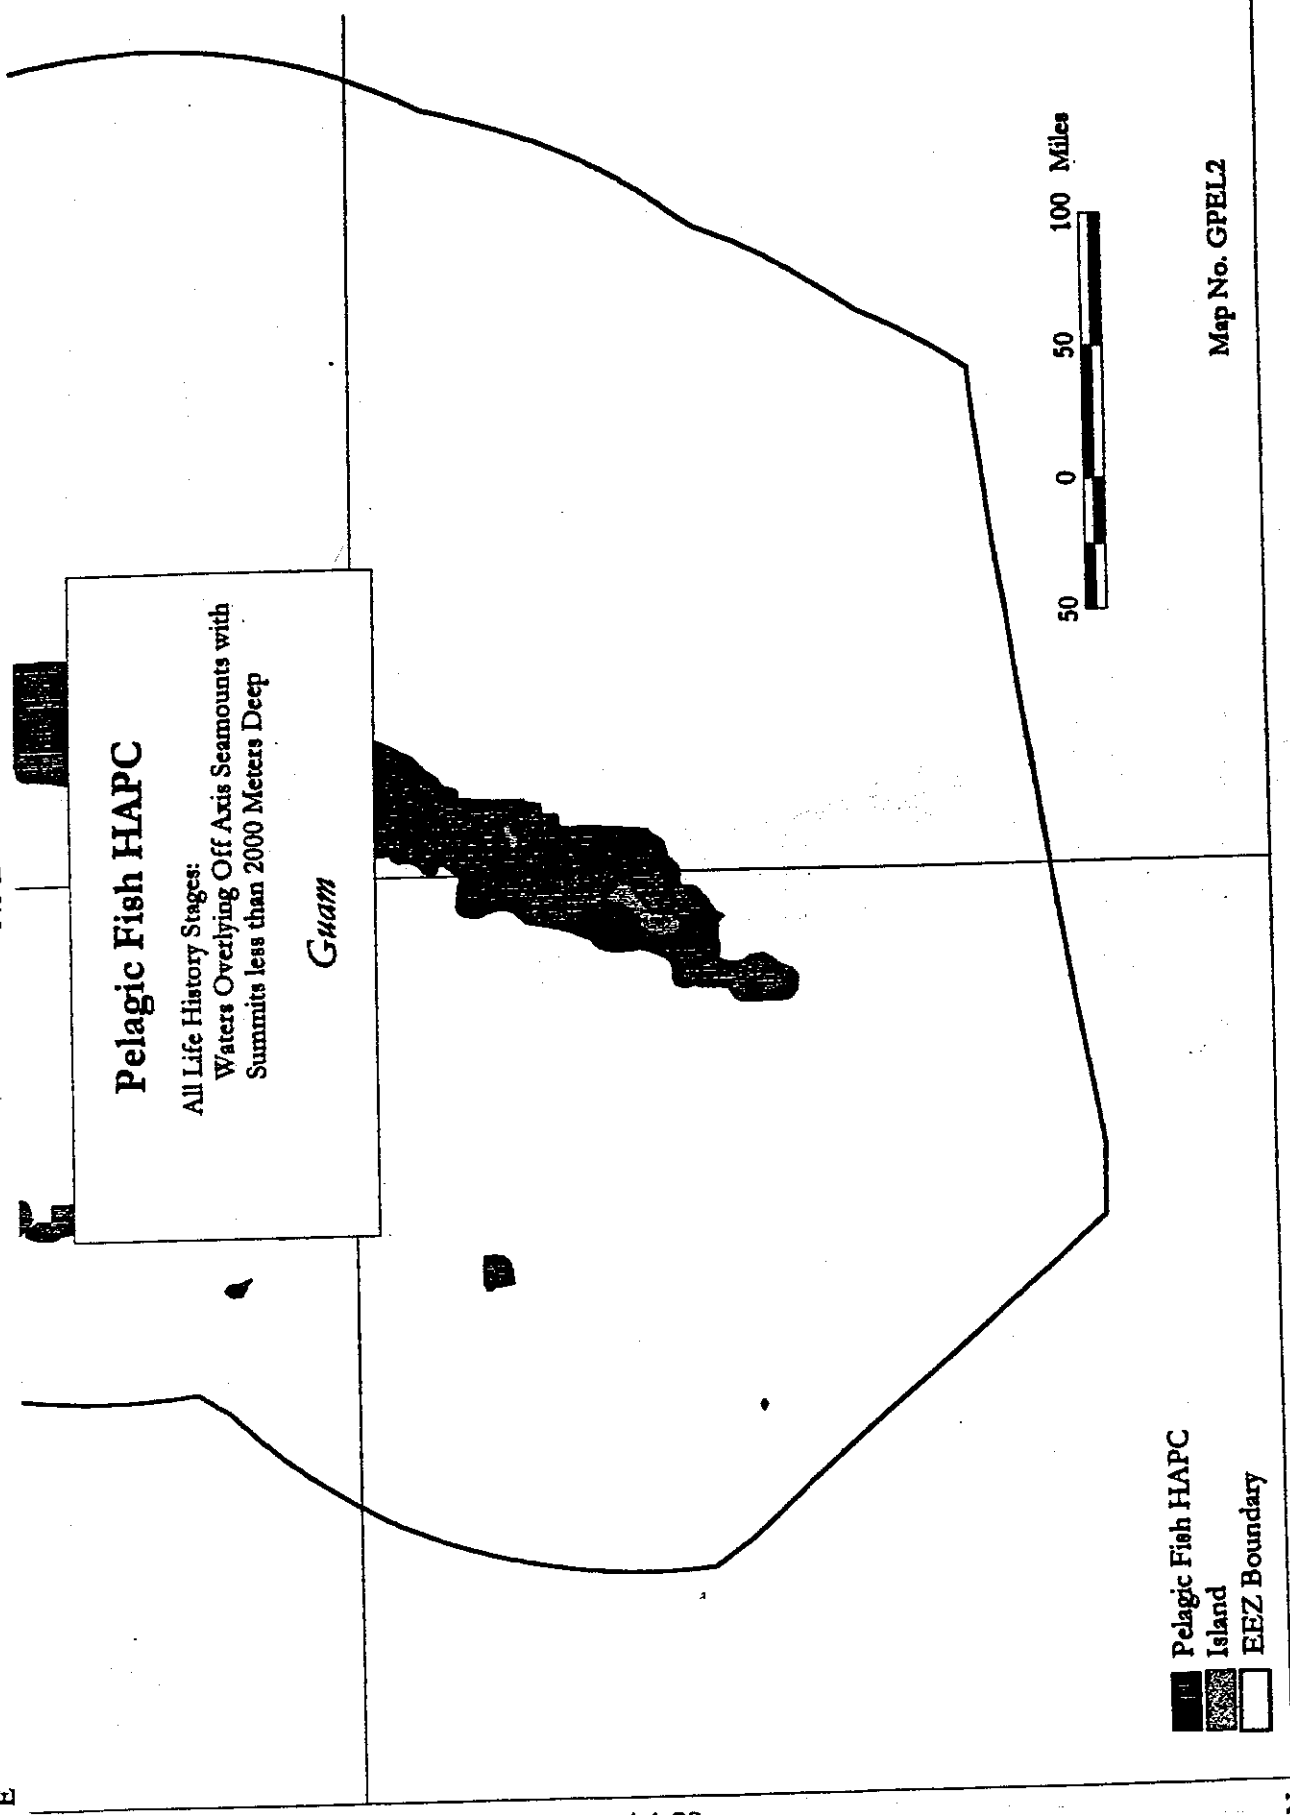 Pelagic Fish HAPC
All Life History Stages:
Waters Overlying Off Axis Seamounts with
Summits less than 2000 Meters Deep
Guam
50 0 50 100 Miles
Map No. GPEL2
Pelagic Fish HAPC
Island
EEZ Boundary
E